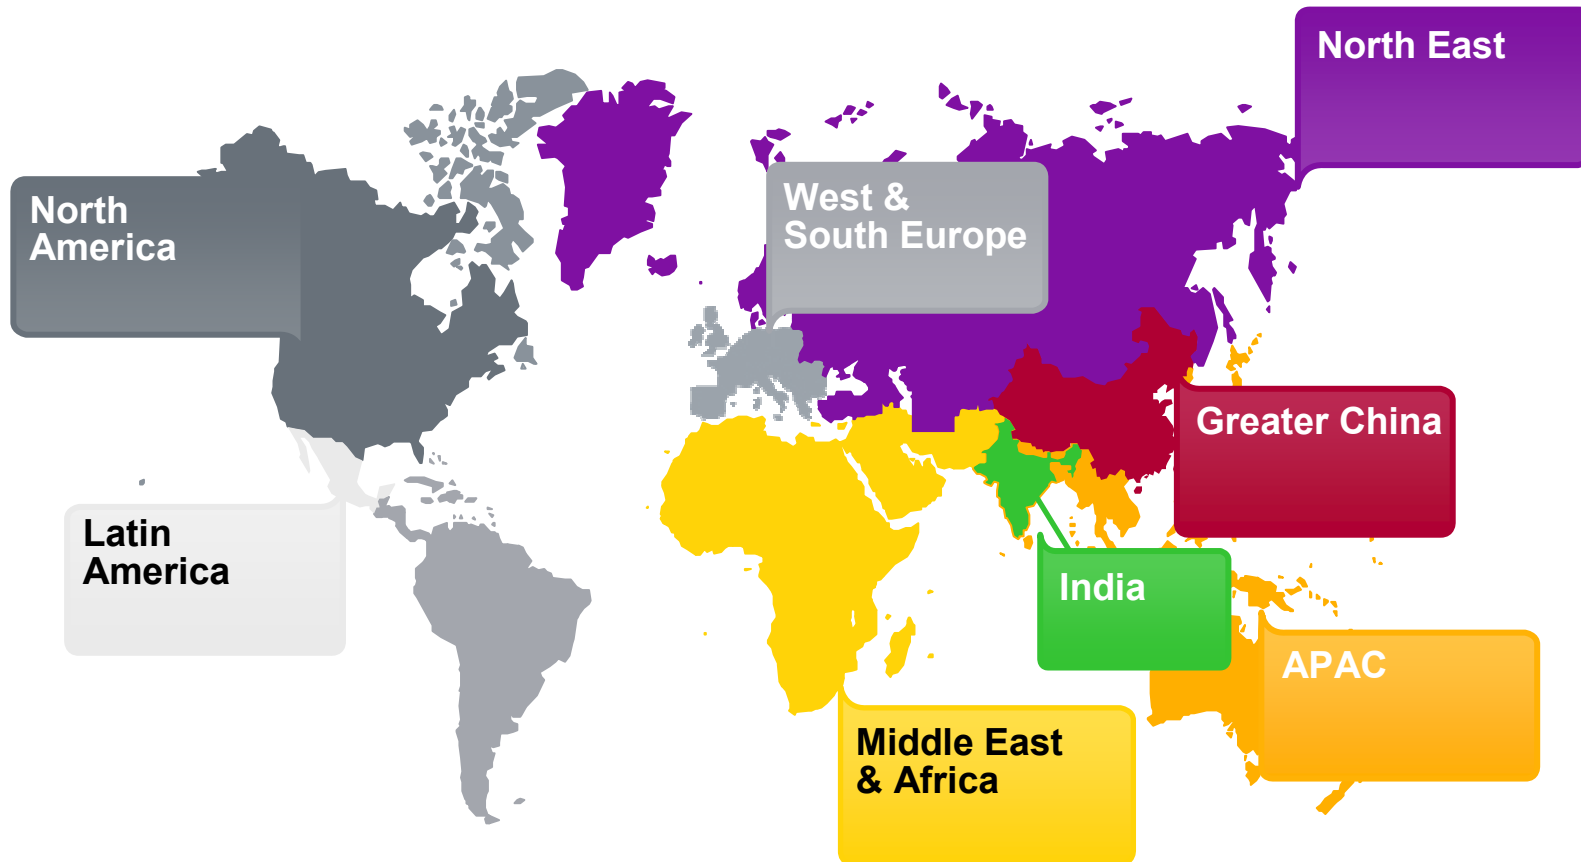 North East
West &
South Europe
North
America
Greater China
Latin
America
India
APAC
Middle East
& Africa